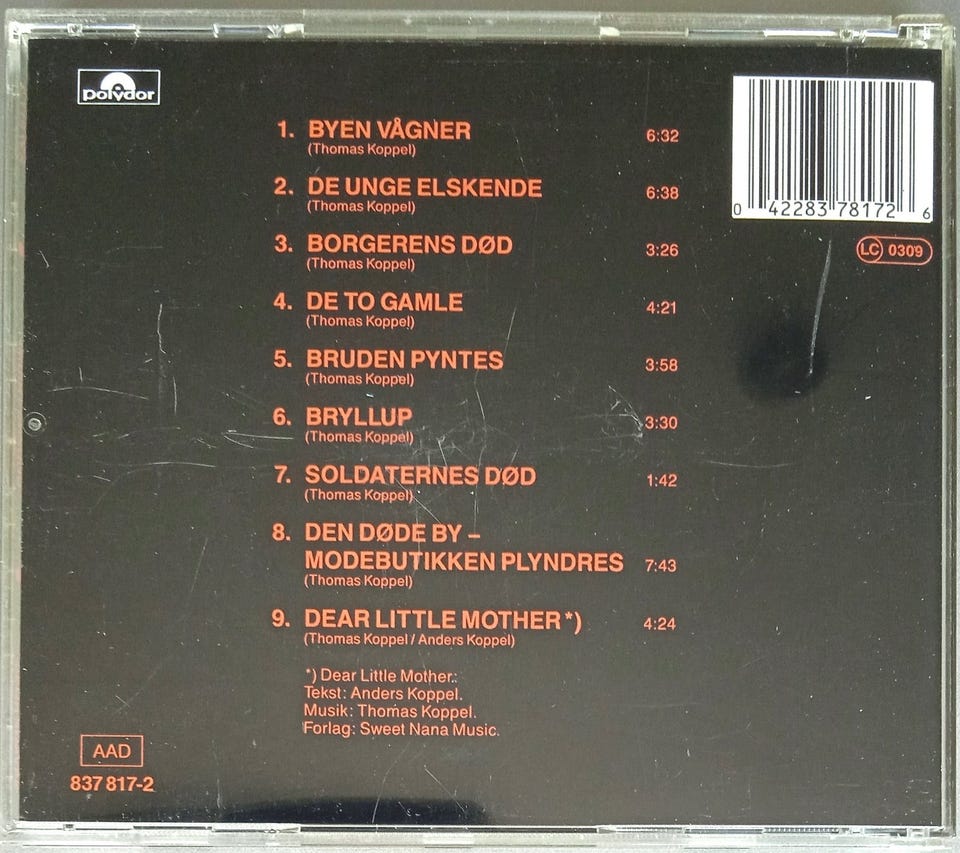 polydor
1. BYEN VÅGNER 6:32
(Thomas Koppel)
2. DE UNGE ELSKENDE 6:38
(Thomas Koppel)
3. BORGERENS DØD 3:26
(Thomas Koppel)
4. DE TO GAMLE 4:21
(Thomas Koppel)
5. BRUDEN PYNTES 3:58
(Thomas Koppel)
6. BRYLLUP 3:30
(Thomas Koppel)
7. SOLDATERNES DØD 1:42
(Thomas Koppel)
8. DEN DØDE BY –
MODEBUTIKKEN PLYNDRES 7:43
(Thomas Koppel)
9. DEAR LITTLE MOTHER *) 4:24
(Thomas Koppel / Anders Koppel)
*) Dear Little Mother.:
Tekst: Anders Koppel.
Musik: Thomas Koppel.
Forlag: Sweet Nana Music.
0 42283 78172 6
LC 0309
AAD
837 817-2